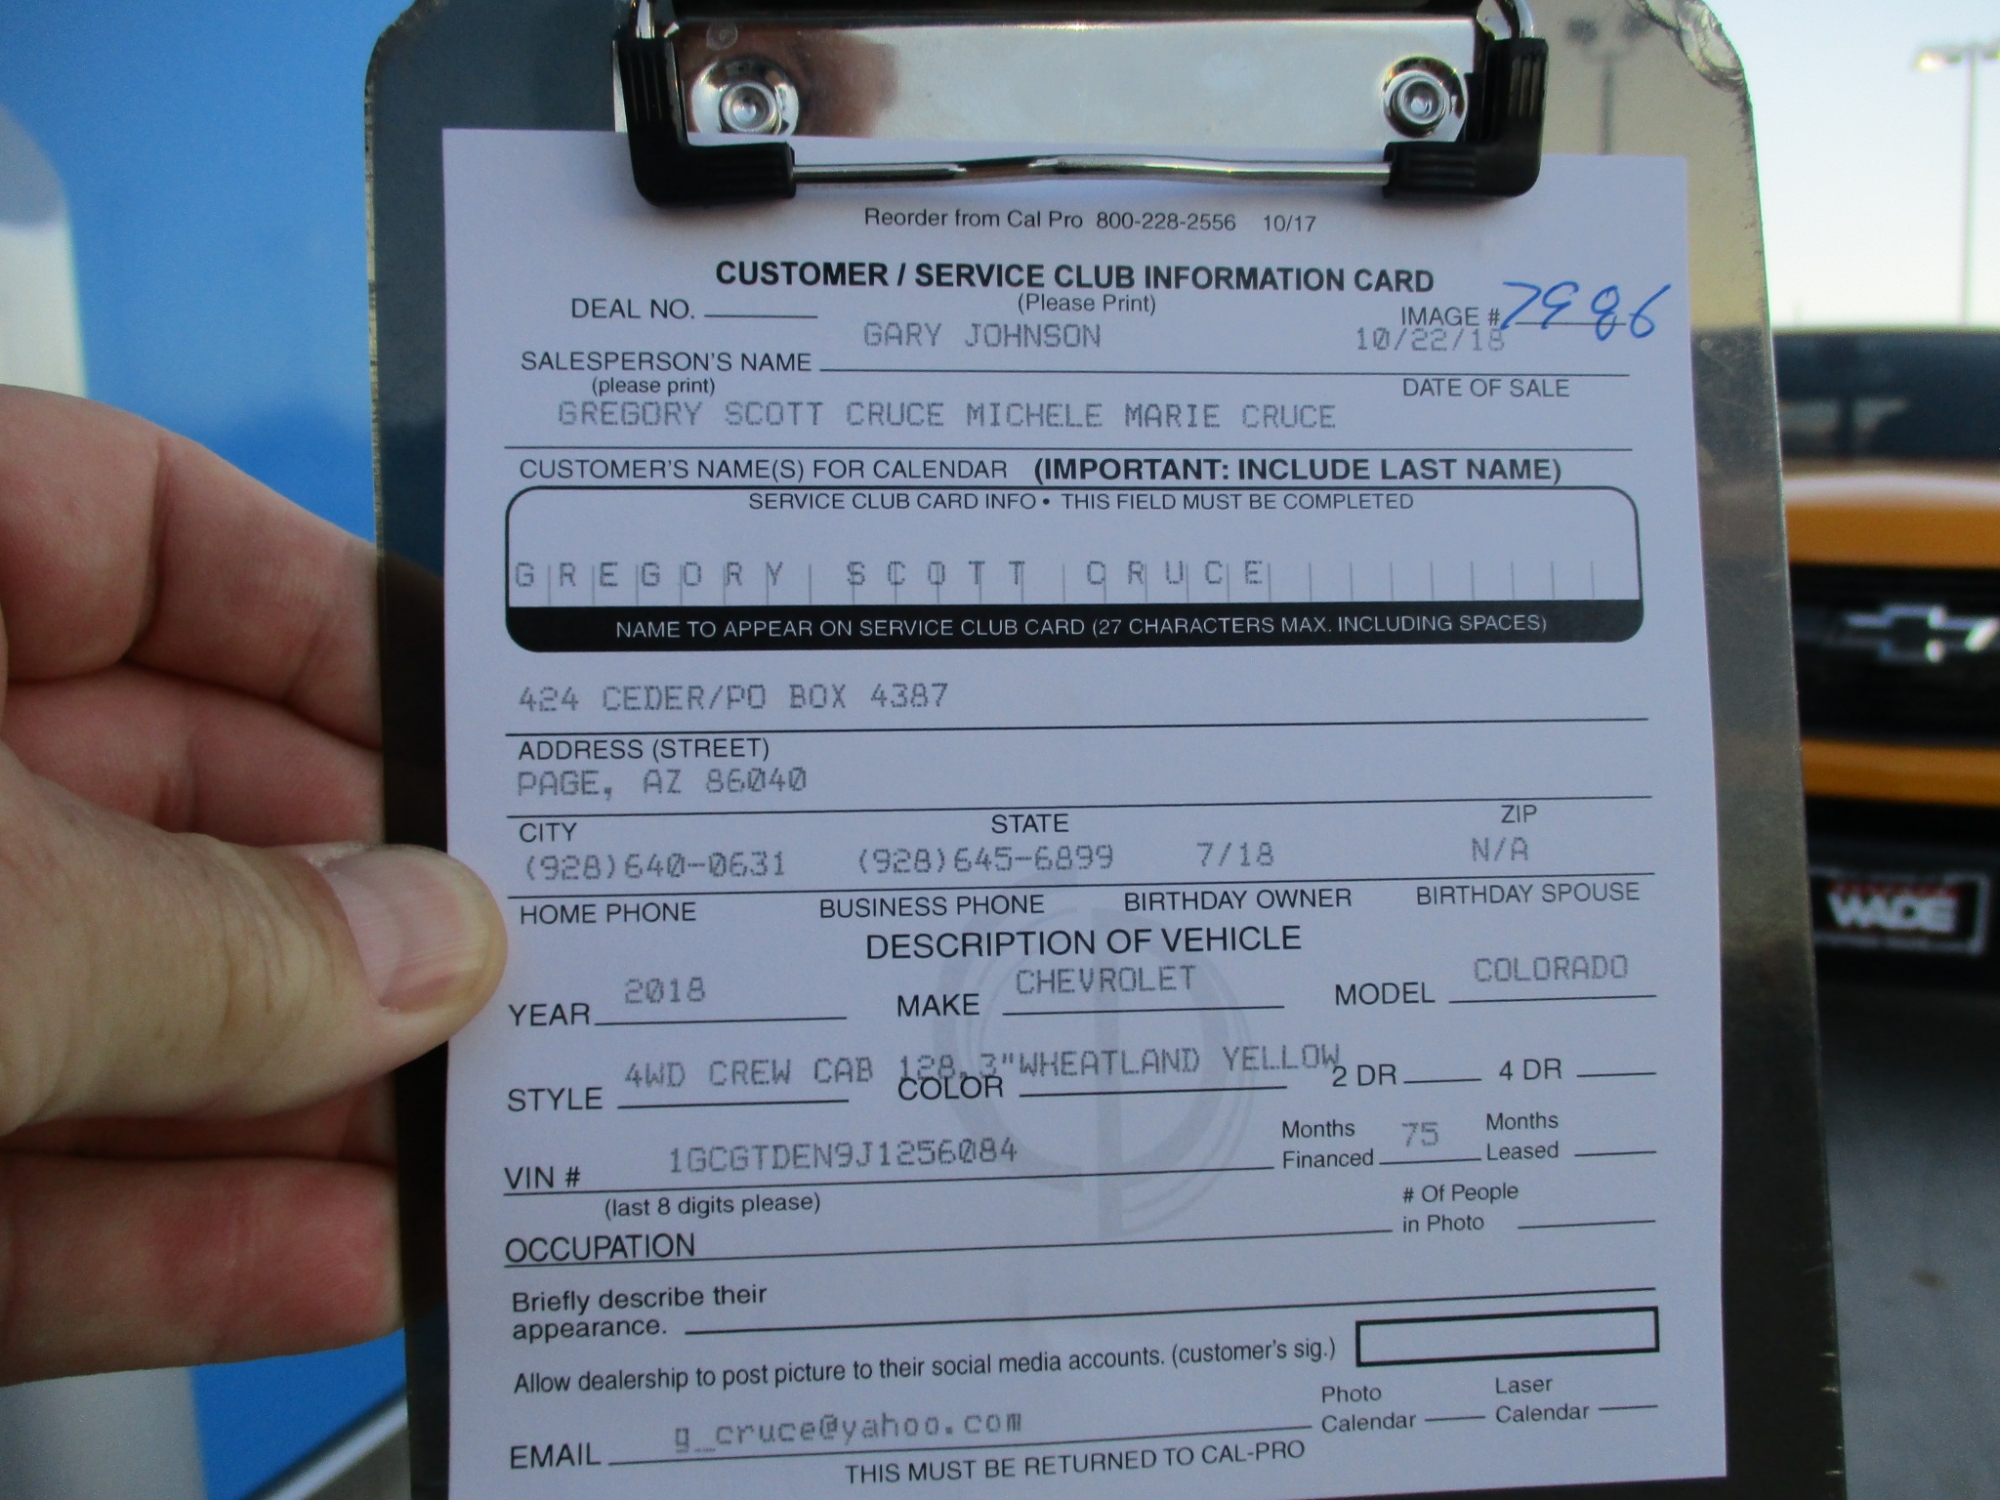 Reorder from Cal Pro 800-228-2556 10/17
CUSTOMER / SERVICE CLUB INFORMATION CARD
(Please Print)
DEAL NO. IMAGE # 7986
GARY JOHNSON 10/22/18
SALESPERSON'S NAME
(please print) DATE OF SALE
GREGORY SCOTT CRUCE MICHELE MARIE CRUCE
CUSTOMER'S NAME(S) FOR CALENDAR (IMPORTANT: INCLUDE LAST NAME)
SERVICE CLUB CARD INFO • THIS FIELD MUST BE COMPLETED
GREGORY SCOTT CRUCE
NAME TO APPEAR ON SERVICE CLUB CARD (27 CHARACTERS MAX. INCLUDING SPACES)
424 CEDER/PO BOX 4387
ADDRESS (STREET)
PAGE, AZ 86040
CITY STATE ZIP
(928)640-0631 (928)645-6899 7/18 N/A
HOME PHONE BUSINESS PHONE BIRTHDAY OWNER BIRTHDAY SPOUSE
DESCRIPTION OF VEHICLE
YEAR 2018 MAKE CHEVROLET MODEL COLORADO
STYLE 4WD CREW CAB 128.3" COLOR WHEATLAND YELLOW 2 DR 4 DR
VIN # 1GCGTDEN9J1256084 Months Financed 75 Months Leased
(last 8 digits please)
OCCUPATION # Of People in Photo
Briefly describe their
appearance.
Allow dealership to post picture to their social media accounts. (customer's sig.)
Photo Calendar Laser Calendar
EMAIL g_cruce@yahoo.com
THIS MUST BE RETURNED TO CAL-PRO
WADE